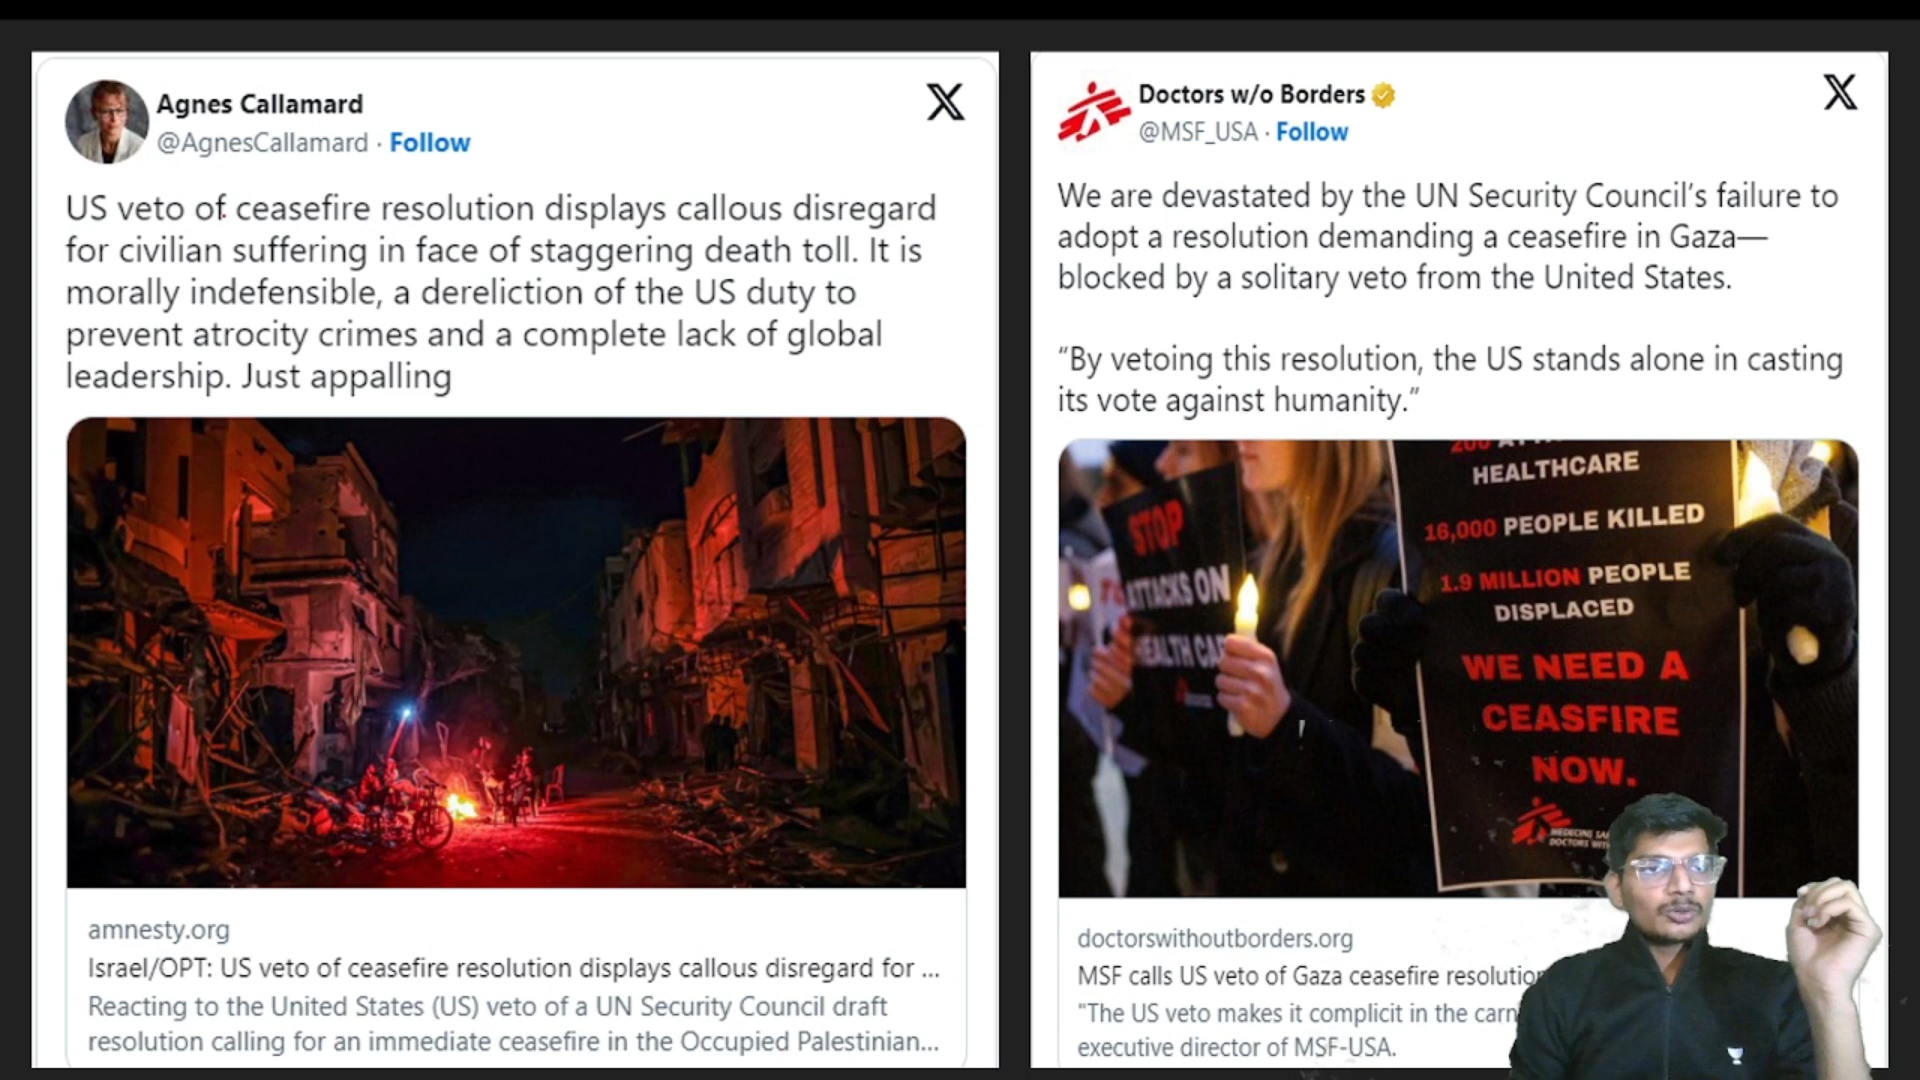 Agnes Callamard
@AgnesCallamard · Follow
US veto of ceasefire resolution displays callous disregard
for civilian suffering in face of staggering death toll. It is
morally indefensible, a dereliction of the US duty to
prevent atrocity crimes and a complete lack of global
leadership. Just appalling
amnesty.org
Israel/OPT: US veto of ceasefire resolution displays callous disregard for ...
Reacting to the United States (US) veto of a UN Security Council draft
resolution calling for an immediate ceasefire in the Occupied Palestinian...
Doctors w/o Borders
@MSF_USA · Follow
We are devastated by the UN Security Council’s failure to
adopt a resolution demanding a ceasefire in Gaza—
blocked by a solitary veto from the United States.
“By vetoing this resolution, the US stands alone in casting
its vote against humanity.”
STOP
ATTACKS ON
HEALTH CA
200
HEALTHCARE
16,000 PEOPLE KILLED
1.9 MILLION PEOPLE
DISPLACED
WE NEED A
CEASFIRE
NOW.
doctorswithoutborders.org
MSF calls US veto of Gaza ceasefire resolution
"The US veto makes it complicit in the carn
executive director of MSF-USA.